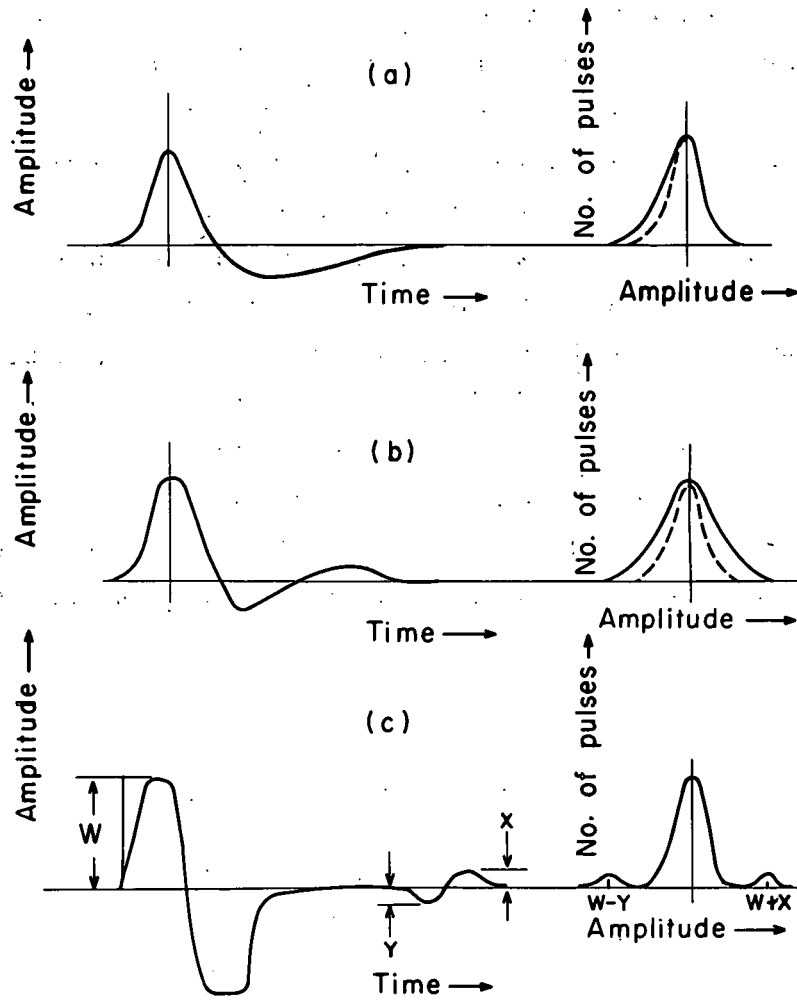 Amplitude
(a)
No. of pulses
Time
Amplitude
Amplitude
(b)
No. of pulses
Time
Amplitude
Amplitude
(c)
No. of pulses
W
X
Y
W-Y
W+X
Amplitude
Time